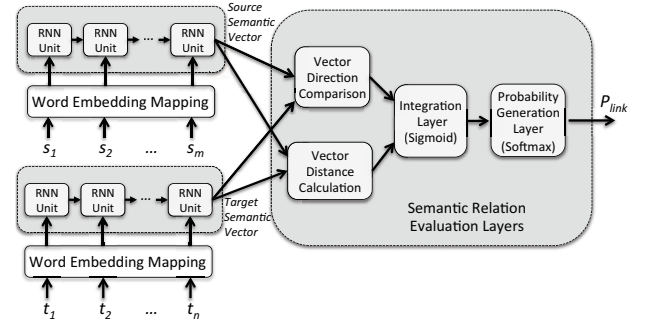 Source
Semantic
Vector
RNN
Unit
RNN
Unit
...
RNN
Unit
Word Embedding Mapping
s1 s2 ... sm
RNN
Unit
RNN
Unit
...
RNN
Unit
Target
Semantic
Vector
Word Embedding Mapping
t1 t2 ... tn
Vector
Direction
Comparison
Vector
Distance
Calculation
Integration
Layer
(Sigmoid)
Probability
Generation
Layer
(Softmax)
Plink
Semantic Relation
Evaluation Layers